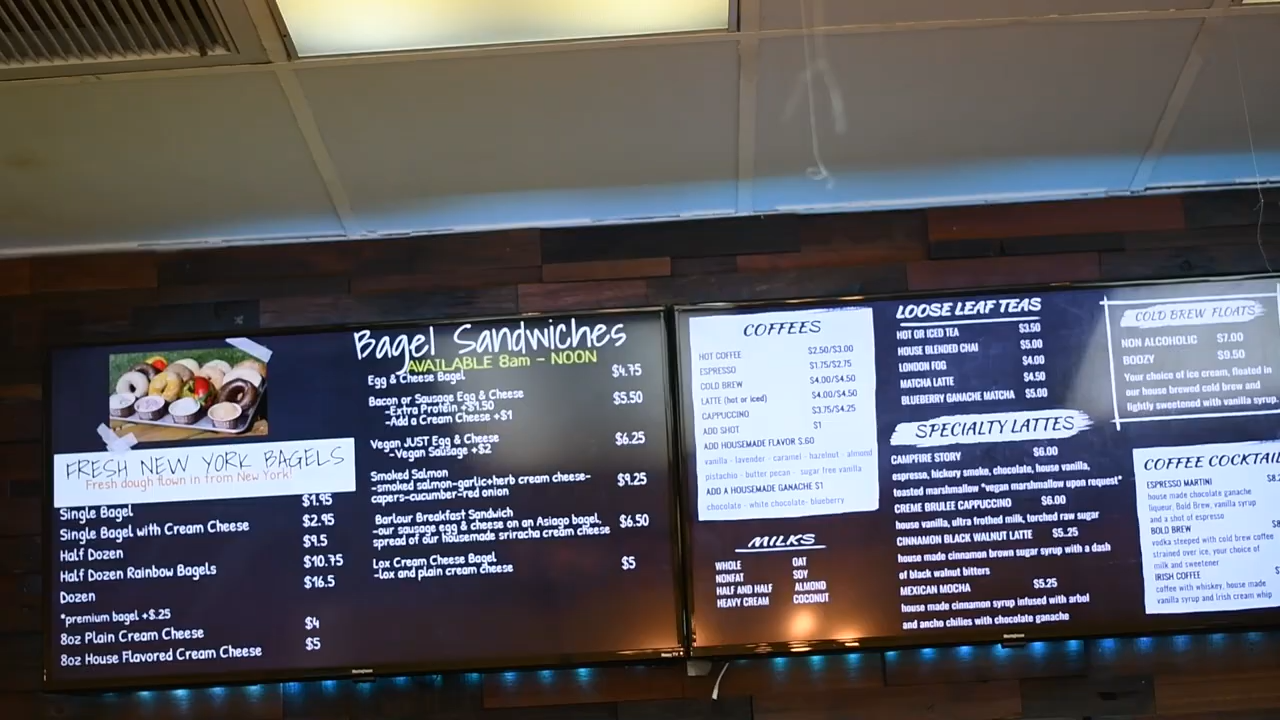 FRESH NEW YORK BAGELS
Fresh dough flown in from New York!
Single Bagel $1.95
Single Bagel with Cream Cheese $2.95
Half Dozen $9.5
Half Dozen Rainbow Bagels $10.75
Dozen $16.5
*premium bagel +$.25
8oz Plain Cream Cheese $4
8oz House Flavored Cream Cheese $5
Bagel Sandwiches
AVAILABLE 8am - NOON
Egg & Cheese Bagel $4.75
Bacon or Sausage Egg & Cheese $5.50
-Extra Protein +$1.50
-Add a Cream Cheese +$1
Vegan JUST Egg & Cheese $6.25
-Vegan Sausage +$2
Smoked Salmon $9.25
-smoked salmon-garlic+herb cream cheese-
capers-cucumber-red onion
Barlour Breakfast Sandwich $6.50
-our sausage egg & cheese on an Asiago bagel,
spread of our housemade sriracha cream cheese
Lox Cream Cheese Bagel $5
-lox and plain cream cheese
COFFEES
HOT COFFEE $2.50/$3.00
ESPRESSO $1.75/$2.75
COLD BREW $4.00/$4.50
LATTE (hot or iced) $4.00/$4.50
CAPPUCCINO $3.75/$4.25
ADD SHOT $1
ADD HOUSEMADE FLAVOR $.60
vanilla - lavender - caramel - hazelnut - almond
pistachio - butter pecan - sugar free vanilla
ADD A HOUSEMADE GANACHE $1
chocolate - white chocolate- blueberry
MILKS
WHOLE OAT
NONFAT SOY
HALF AND HALF ALMOND
HEAVY CREAM COCONUT
LOOSE LEAF TEAS
HOT OR ICED TEA $3.50
HOUSE BLENDED CHAI $5.00
LONDON FOG $4.00
MATCHA LATTE $4.50
BLUEBERRY GANACHE MATCHA $5.00
SPECIALTY LATTES
CAMPFIRE STORY $6.00
espresso, hickory smoke, chocolate, house vanilla,
toasted marshmallow *vegan marshmallow upon request*
CREME BRULEE CAPPUCCINO $6.00
house vanilla, ultra frothed milk, torched raw sugar
CINNAMON BLACK WALNUT LATTE $5.25
house made cinnamon brown sugar syrup with a dash
of black walnut bitters
MEXICAN MOCHA $5.25
house made cinnamon syrup infused with arbol
and ancho chilies with chocolate ganache
COLD BREW FLOATS
NON ALCOHOLIC $7.00
BOOZY $9.50
Your choice of ice cream, floated in
our house brewed cold brew and
lightly sweetened with vanilla syrup.
COFFEE COCKTAIL
ESPRESSO MARTINI
house made chocolate ganache
liqueur, Bold Brew, vanilla syrup
and a shot of espresso
BOLD BREW
vodka steeped with cold brew coffee
strained over ice, your choice of
milk and sweetener
IRISH COFFEE
coffee with whiskey, house made
vanilla syrup and Irish cream whip